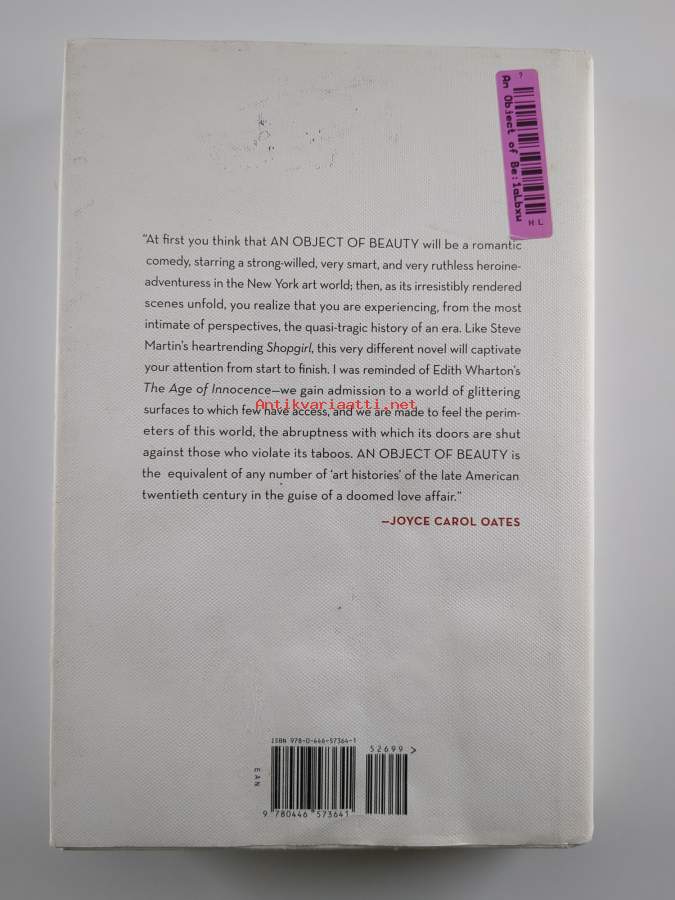 ?
An Object of Be:1aLbxw
H L
“At first you think that AN OBJECT OF BEAUTY will be a romantic
comedy, starring a strong-willed, very smart, and very ruthless heroine-
adventuress in the New York art world; then, as its irresistibly rendered
scenes unfold, you realize that you are experiencing, from the most
intimate of perspectives, the quasi-tragic history of an era. Like Steve
Martin’s heartrending Shopgirl, this very different novel will captivate
your attention from start to finish. I was reminded of Edith Wharton’s
The Age of Innocence—we gain admission to a world of glittering
Antikvariaatti.net
surfaces to which few have access, and we are made to feel the perim-
eters of this world, the abruptness with which its doors are shut
against those who violate its taboos. AN OBJECT OF BEAUTY is
the equivalent of any number of ‘art histories’ of the late American
twentieth century in the guise of a doomed love affair.”
—JOYCE CAROL OATES
ISBN 978-0-446-57364-1
52699 >
EAN
9 780446 573641